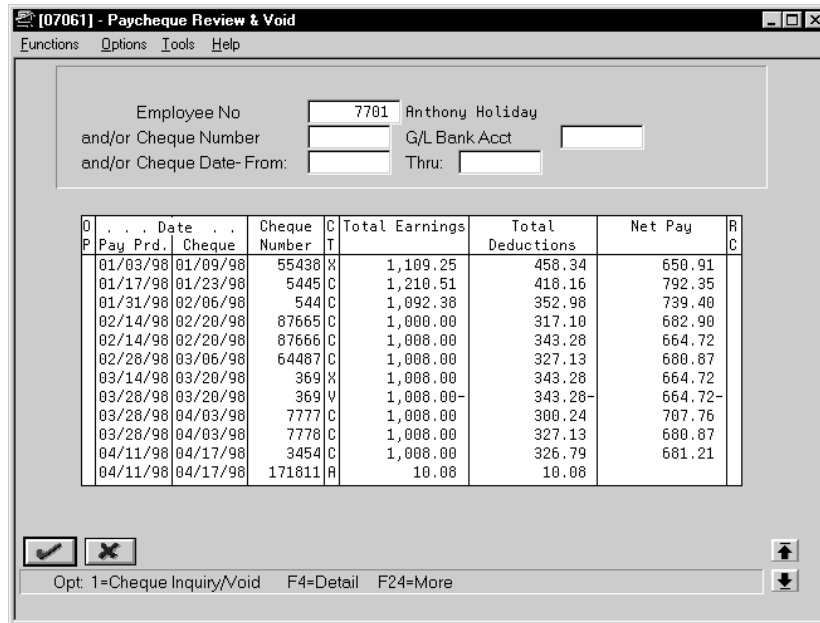 [07061] - Paycheque Review & Void
Functions Options Tools Help
Employee No 7701 Anthony Holiday
and/or Cheque Number G/L Bank Acct
and/or Cheque Date- From: Thru:
O . . . Date . . Cheque C Total Earnings Total Net Pay R
P Pay Prd. Cheque Number T Deductions C
01/03/98 01/09/98 55438 X 1,109.25 458.34 650.91
01/17/98 01/23/98 5445 C 1,210.51 418.16 792.35
01/31/98 02/06/98 544 C 1,092.38 352.98 739.40
02/14/98 02/20/98 87665 C 1,000.00 317.10 682.90
02/14/98 02/20/98 87666 C 1,008.00 343.28 664.72
02/28/98 03/06/98 64487 C 1,008.00 327.13 680.87
03/14/98 03/20/98 369 X 1,008.00 343.28 664.72
03/28/98 03/20/98 369 V 1,008.00- 343.28- 664.72-
03/28/98 04/03/98 7777 C 1,008.00 300.24 707.76
03/28/98 04/03/98 7778 C 1,008.00 327.13 680.87
04/11/98 04/17/98 3454 C 1,008.00 326.79 681.21
04/11/98 04/17/98 171811 A 10.08 10.08
Opt: 1=Cheque Inquiry/Void F4=Detail F24=More